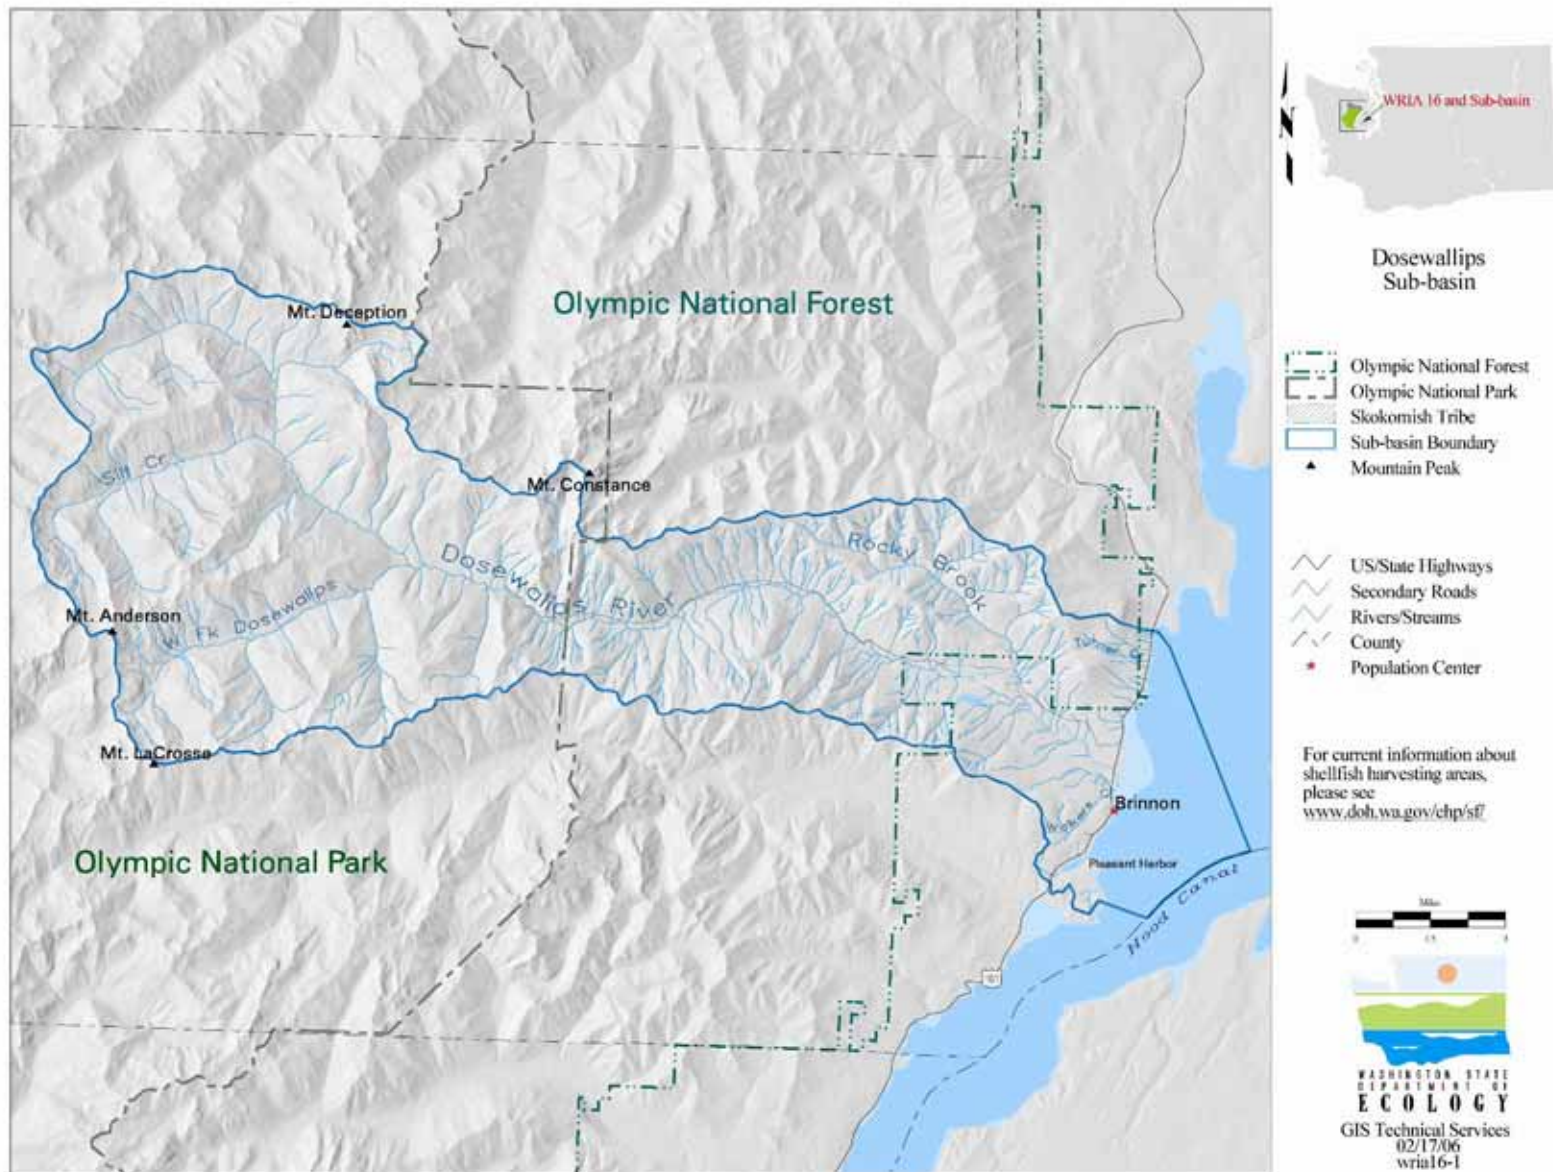 WRIA 16 and Sub-basin
N
Dosewallips
Sub-basin
Olympic National Forest
Olympic National Park
Skokomish Tribe
Sub-basin Boundary
Mountain Peak
US/State Highways
Secondary Roads
Rivers/Streams
County
Population Center
For current information about
shellfish harvesting areas,
please see
www.doh.wa.gov/ehp/sf/
Miles
0
WASHINGTON STATE
DEPARTMENT OF
ECOLOGY
GIS Technical Services
02/17/06
wria16-1
Mt. Deception
Olympic National Forest
Silt Cr
Mt. Constance
Dosewallips River
Rocky Brook
Mt. Anderson
W Fk Dosewallips
Mt. LaCrosse
Brinnon
Olympic National Park
Pleasant Harbor
Hood Canal
101